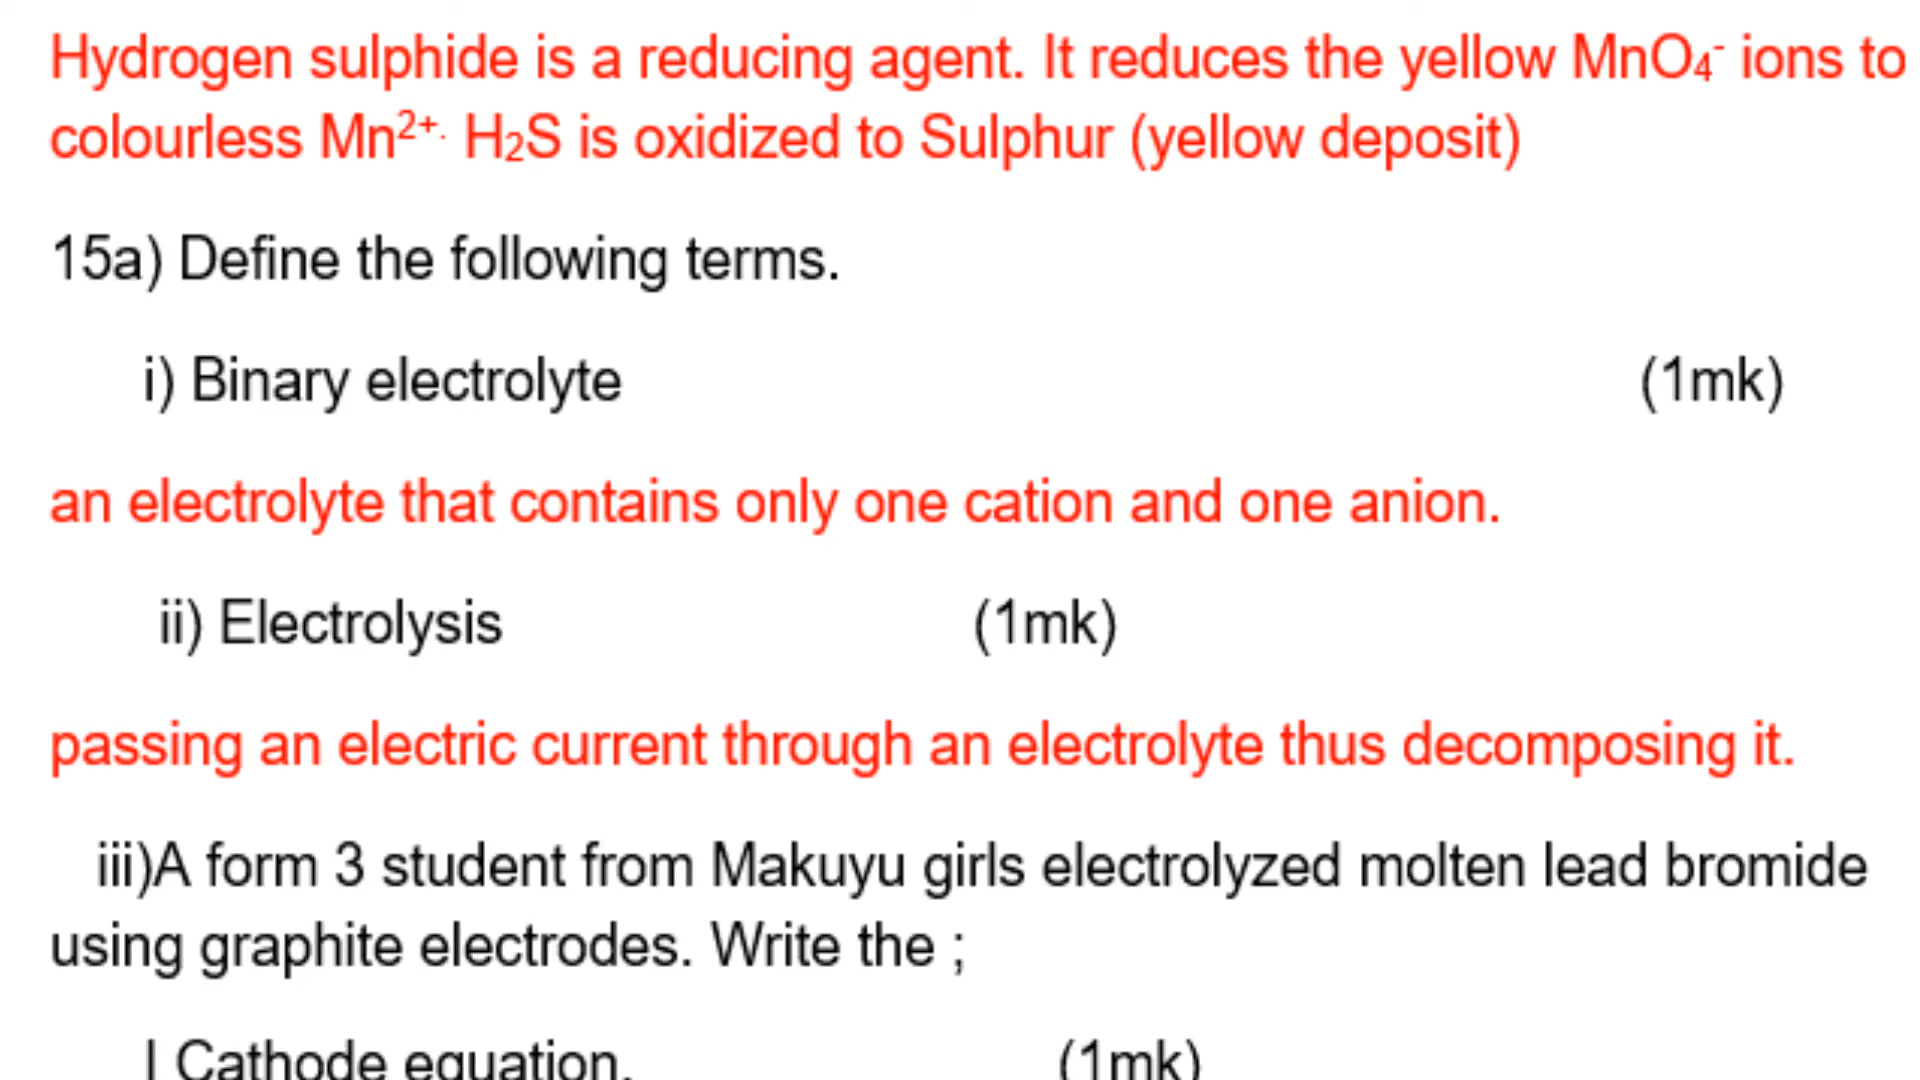 Hydrogen sulphide is a reducing agent. It reduces the yellow MnO₄⁻ ions to
colourless Mn²⁺· H₂S is oxidized to Sulphur (yellow deposit)
15a) Define the following terms.
i) Binary electrolyte (1mk)
an electrolyte that contains only one cation and one anion.
ii) Electrolysis (1mk)
passing an electric current through an electrolyte thus decomposing it.
iii)A form 3 student from Makuyu girls electrolyzed molten lead bromide
using graphite electrodes. Write the ;
I Cathode equation. (1mk)